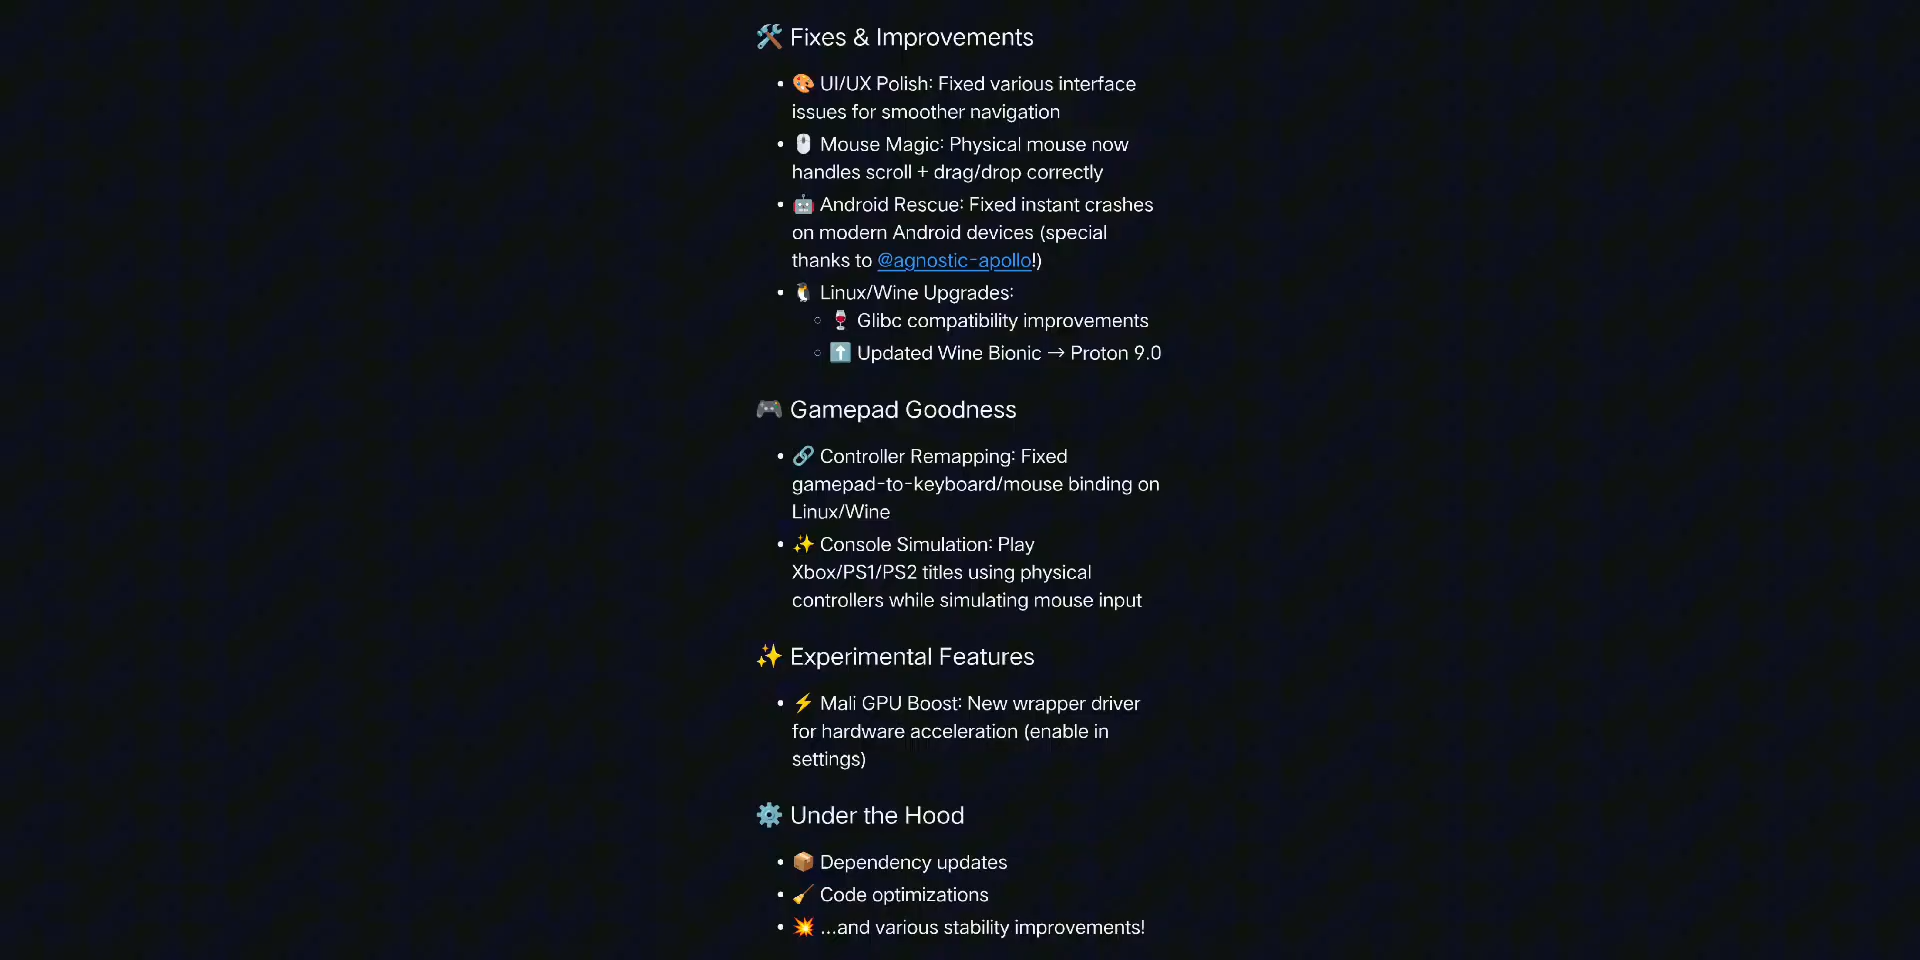 🛠️ Fixes & Improvements
• 🎨 UI/UX Polish: Fixed various interface
issues for smoother navigation
• 🖱️ Mouse Magic: Physical mouse now
handles scroll + drag/drop correctly
• 🤖 Android Rescue: Fixed instant crashes
on modern Android devices (special
thanks to @agnostic-apollo!)
• 🐧 Linux/Wine Upgrades:
◦ 🍷 Glibc compatibility improvements
◦ ⬆️ Updated Wine Bionic → Proton 9.0
🎮 Gamepad Goodness
• 🔗 Controller Remapping: Fixed
gamepad-to-keyboard/mouse binding on
Linux/Wine
• ✨ Console Simulation: Play
Xbox/PS1/PS2 titles using physical
controllers while simulating mouse input
✨ Experimental Features
• ⚡ Mali GPU Boost: New wrapper driver
for hardware acceleration (enable in
settings)
⚙️ Under the Hood
• 📦 Dependency updates
• 🧹 Code optimizations
• 💥 ...and various stability improvements!